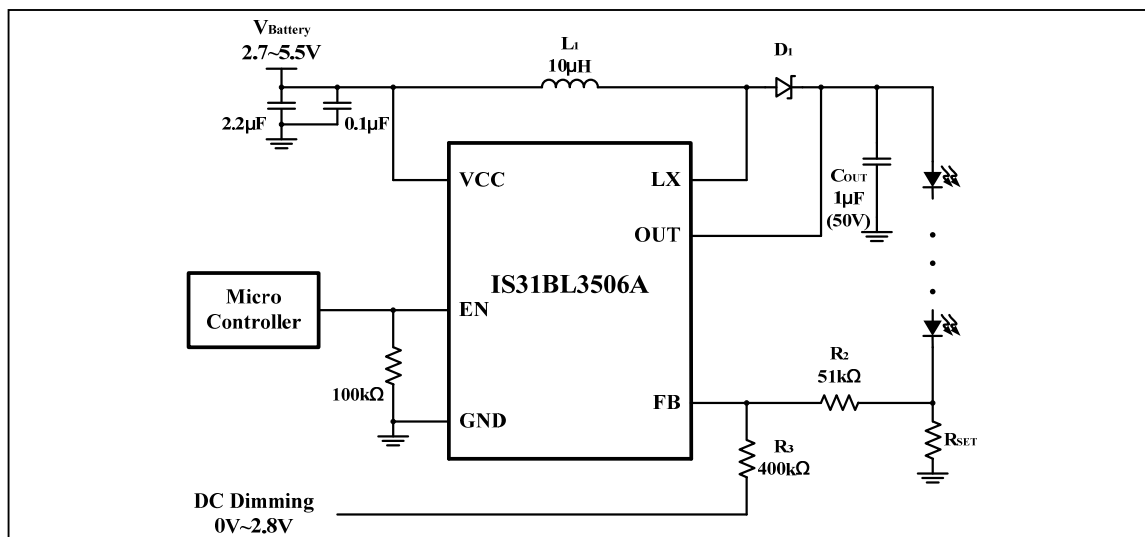 VBattery
2.7~5.5V
2.2µF
0.1µF
L1
10µH
D1
VCC
LX
OUT
COUT
1µF
(50V)
IS31BL3506A
Micro
Controller
EN
100kΩ
GND
FB
R2
51kΩ
RSET
R3
400kΩ
DC Dimming
0V~2.8V